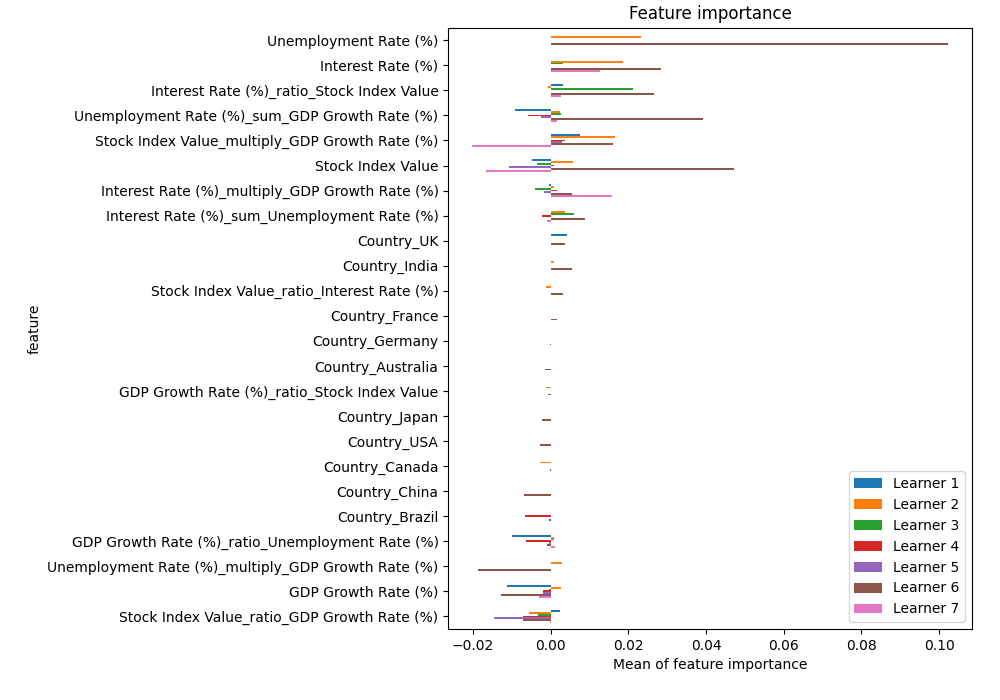 Feature importance
Unemployment Rate (%)
Interest Rate (%)
Interest Rate (%)_ratio_Stock Index Value
Unemployment Rate (%)_sum_GDP Growth Rate (%)
Stock Index Value_multiply_GDP Growth Rate (%)
Stock Index Value
Interest Rate (%)_multiply_GDP Growth Rate (%)
Interest Rate (%)_sum_Unemployment Rate (%)
Country_UK
Country_India
Stock Index Value_ratio_Interest Rate (%)
Country_France
Country_Germany
Country_Australia
GDP Growth Rate (%)_ratio_Stock Index Value
Country_Japan
Country_USA
Country_Canada
Country_China
Country_Brazil
GDP Growth Rate (%)_ratio_Unemployment Rate (%)
Unemployment Rate (%)_multiply_GDP Growth Rate (%)
GDP Growth Rate (%)
Stock Index Value_ratio_GDP Growth Rate (%)
feature
Learner 1
Learner 2
Learner 3
Learner 4
Learner 5
Learner 6
Learner 7
−0.02 0.00 0.02 0.04 0.06 0.08 0.10
Mean of feature importance